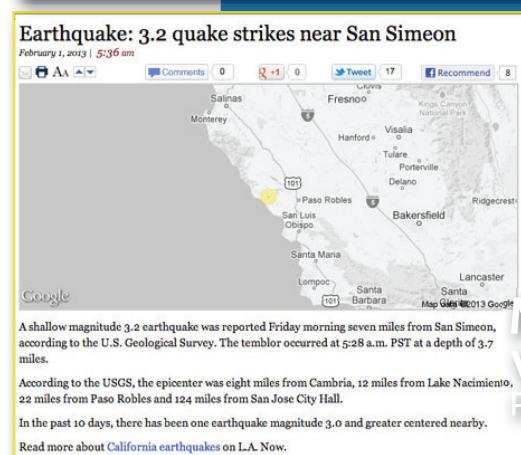 Earthquake: 3.2 quake strikes near San Simeon
February 1, 2013 | 5:36 am
AA Comments 0 +1 0 Tweet 17 Recommend 8
Clovis
Salinas Fresno Kings Canyon
National Park
Monterey
Visalia
Hanford
5
Tulare
Porterville
101 Delano
Paso Robles 5 Ridgecrest
San Luis
Obispo Bakersfield
Santa Maria
Lompoc Lancaster
Google 101 Santa
Barbara Santa
Map data ©2013 Google
A shallow magnitude 3.2 earthquake was reported Friday morning seven miles from San Simeon,
according to the U.S. Geological Survey. The temblor occurred at 5:28 a.m. PST at a depth of 3.7
miles.
According to the USGS, the epicenter was eight miles from Cambria, 12 miles from Lake Nacimiento,
22 miles from Paso Robles and 124 miles from San Jose City Hall.
In the past 10 days, there has been one earthquake magnitude 3.0 and greater centered nearby.
Read more about California earthquakes on L.A. Now.